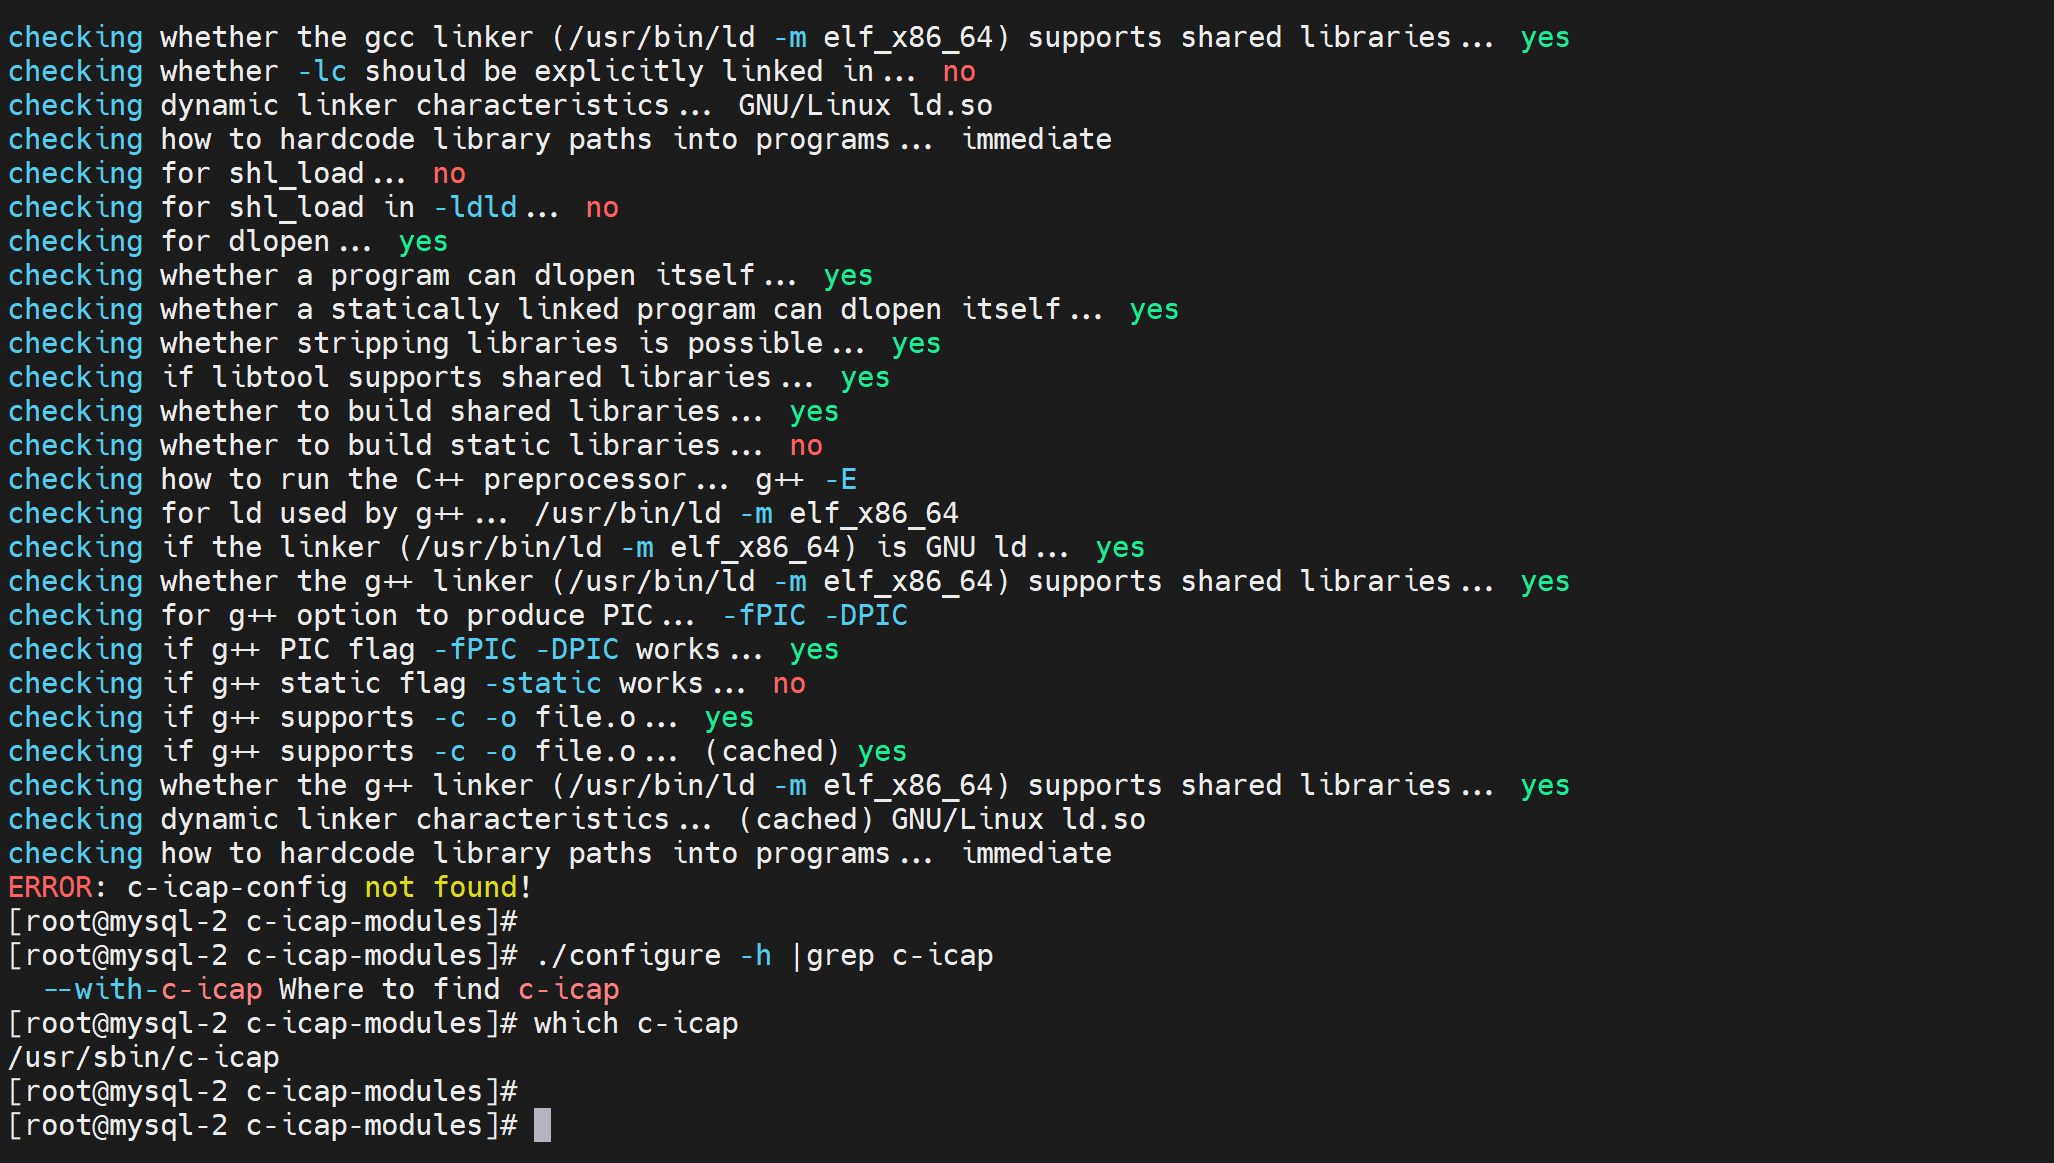 checking whether the gcc linker (/usr/bin/ld -m elf_x86_64) supports shared libraries... yes
checking whether -lc should be explicitly linked in... no
checking dynamic linker characteristics... GNU/Linux ld.so
checking how to hardcode library paths into programs... immediate
checking for shl_load... no
checking for shl_load in -ldld... no
checking for dlopen... yes
checking whether a program can dlopen itself... yes
checking whether a statically linked program can dlopen itself... yes
checking whether stripping libraries is possible... yes
checking if libtool supports shared libraries... yes
checking whether to build shared libraries... yes
checking whether to build static libraries... no
checking how to run the C++ preprocessor... g++ -E
checking for ld used by g++... /usr/bin/ld -m elf_x86_64
checking if the linker (/usr/bin/ld -m elf_x86_64) is GNU ld... yes
checking whether the g++ linker (/usr/bin/ld -m elf_x86_64) supports shared libraries... yes
checking for g++ option to produce PIC... -fPIC -DPIC
checking if g++ PIC flag -fPIC -DPIC works... yes
checking if g++ static flag -static works... no
checking if g++ supports -c -o file.o... yes
checking if g++ supports -c -o file.o... (cached) yes
checking whether the g++ linker (/usr/bin/ld -m elf_x86_64) supports shared libraries... yes
checking dynamic linker characteristics... (cached) GNU/Linux ld.so
checking how to hardcode library paths into programs... immediate
ERROR: c-icap-config not found!
[root@mysql-2 c-icap-modules]#
[root@mysql-2 c-icap-modules]# ./configure -h |grep c-icap
  --with-c-icap Where to find c-icap
[root@mysql-2 c-icap-modules]# which c-icap
/usr/sbin/c-icap
[root@mysql-2 c-icap-modules]#
[root@mysql-2 c-icap-modules]#